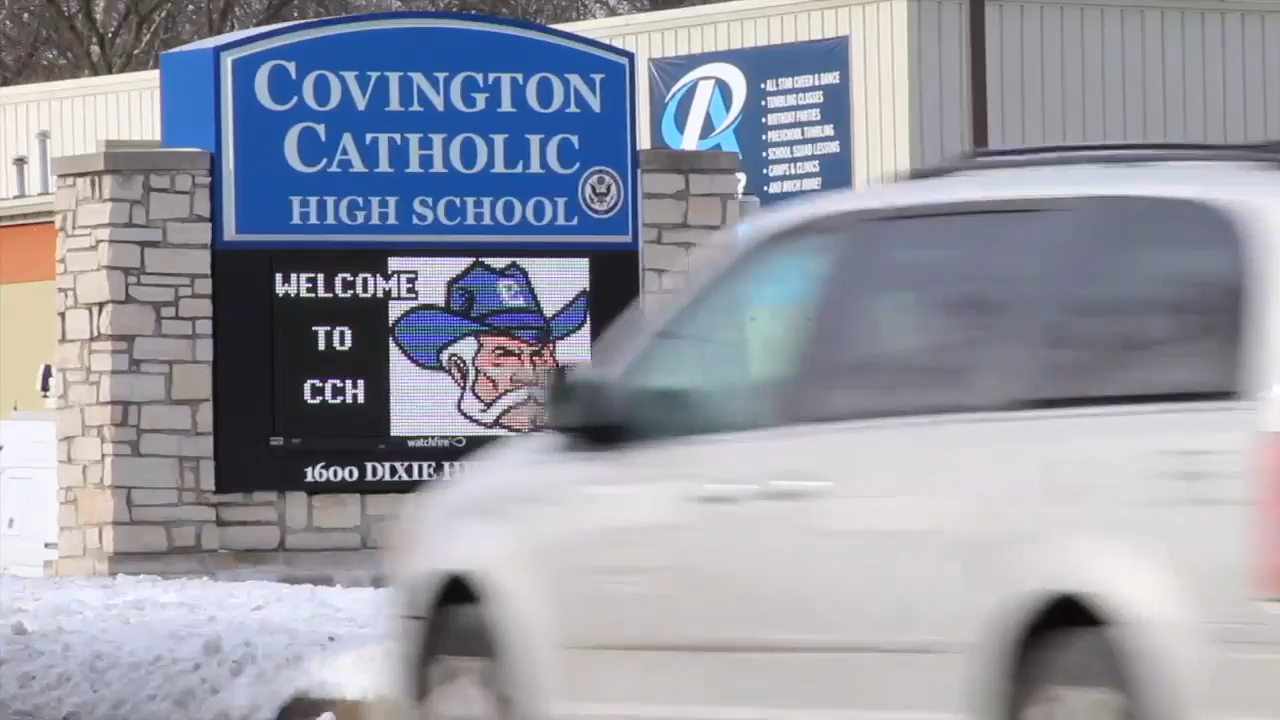 COVINGTON
CATHOLIC
HIGH SCHOOL
WELCOME
TO
CCH
watchfire
1600 DIXIE
• ALL STAR CHEER & DANCE
• TUMBLING CLASSES
• BIRTHDAY PARTIES
• PRESCHOOL TUMBLING
• SCHOOL SQUAD LESSONS
• CAMPS & CLINICS
• AND MUCH MORE!